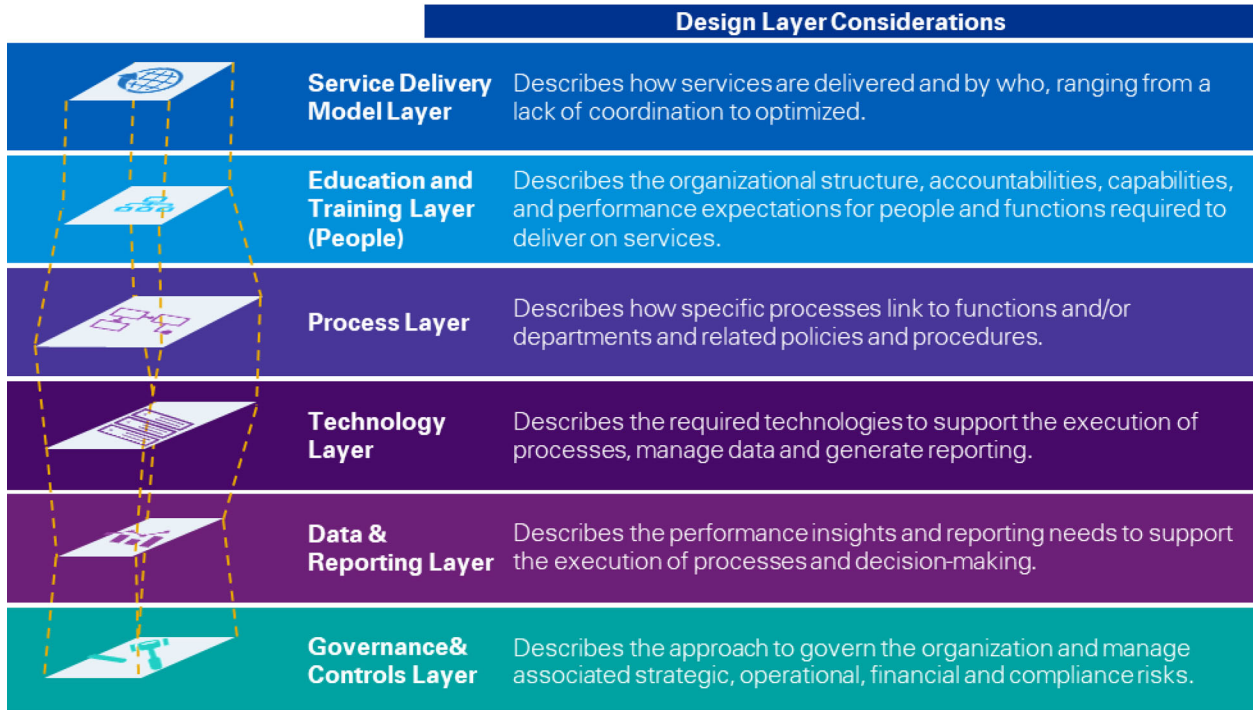 Design Layer Considerations
Service Delivery
Model Layer
Describes how services are delivered and by who, ranging from a
lack of coordination to optimized.
Education and
Training Layer
(People)
Describes the organizational structure, accountabilities, capabilities,
and performance expectations for people and functions required to
deliver on services.
Process Layer
Describes how specific processes link to functions and/or
departments and related policies and procedures.
Technology
Layer
Describes the required technologies to support the execution of
processes, manage data and generate reporting.
Data &
Reporting Layer
Describes the performance insights and reporting needs to support
the execution of processes and decision-making.
Governance&
Controls Layer
Describes the approach to govern the organization and manage
associated strategic, operational, financial and compliance risks.